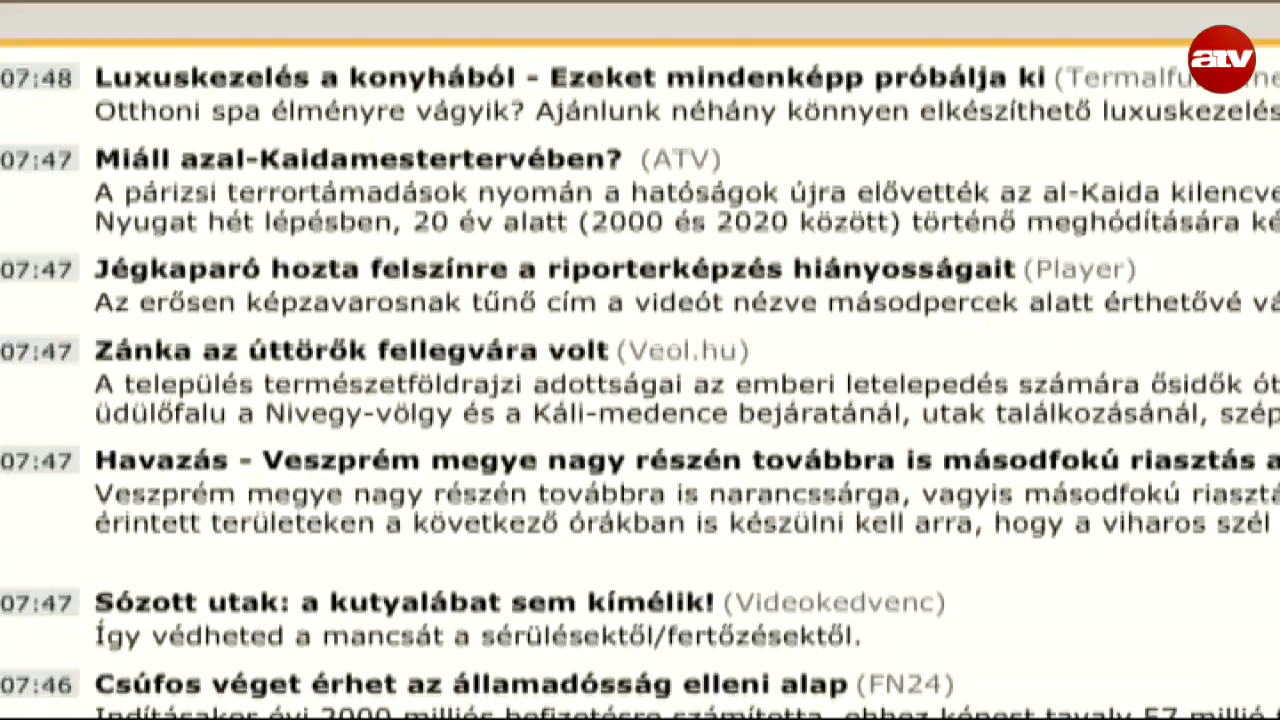 atv
07:48 Luxuskezelés a konyhából - Ezeket mindenképp próbálja ki
Otthoni spa élményre vágyik? Ajánlunk néhány könnyen elkészíthető luxuskezelés
07:47 Miáll azal-Kaidamestertervében? (ATV)
A párizsi terrortámadások nyomán a hatóságok újra elővették az al-Kaida
Nyugat hét lépésben, 20 év alatt (2000 és 2020 között) történő meghódítására
07:47 Jégkaparó hozta felszínre a riporterképzés hiányosságait (Player)
Az erősen képzavarosnak tűnő cím a videót nézve másodpercek alatt érthetővé
07:47 Zánka az úttörők fellegvára volt (Veol.hu)
A település természetföldrajzi adottságai az emberi letelepedés számára ősidők
üdülőfalu a Nivegy-völgy és a Káli-medence bejáratánál, utak találkozásánál,
07:47 Havazás - Veszprém megye nagy részén továbbra is másodfokú riasztás
Veszprém megye nagy részén továbbra is narancssárga, vagyis másodfokú
érintett területeken a következő órákban is készülni kell arra, hogy a viharos szél
07:47 Sózott utak: a kutyalábat sem kímélik! (Videokedvenc)
Így védheted a mancsát a sérülésektől/fertőzésektől.
07:46 Csúfos véget érhet az államadósság elleni alap (FN24)